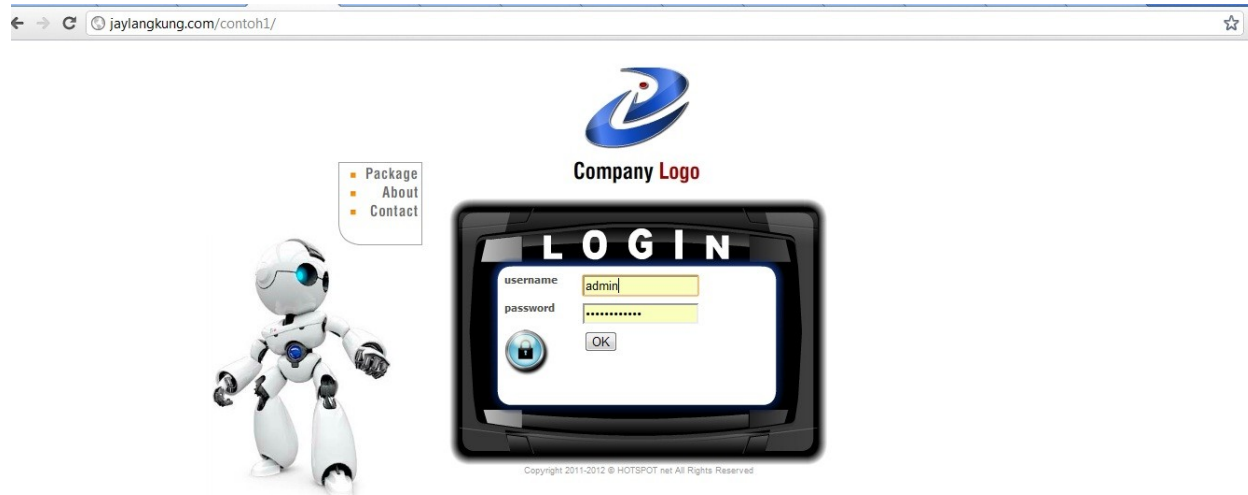 jaylangkung.com/contoh1/
Company Logo
Package
About
Contact
LOGIN
username
admin
password
••••••••••••
OK
Copyright 2011-2012 © HOTSPOT net All Rights Reserved